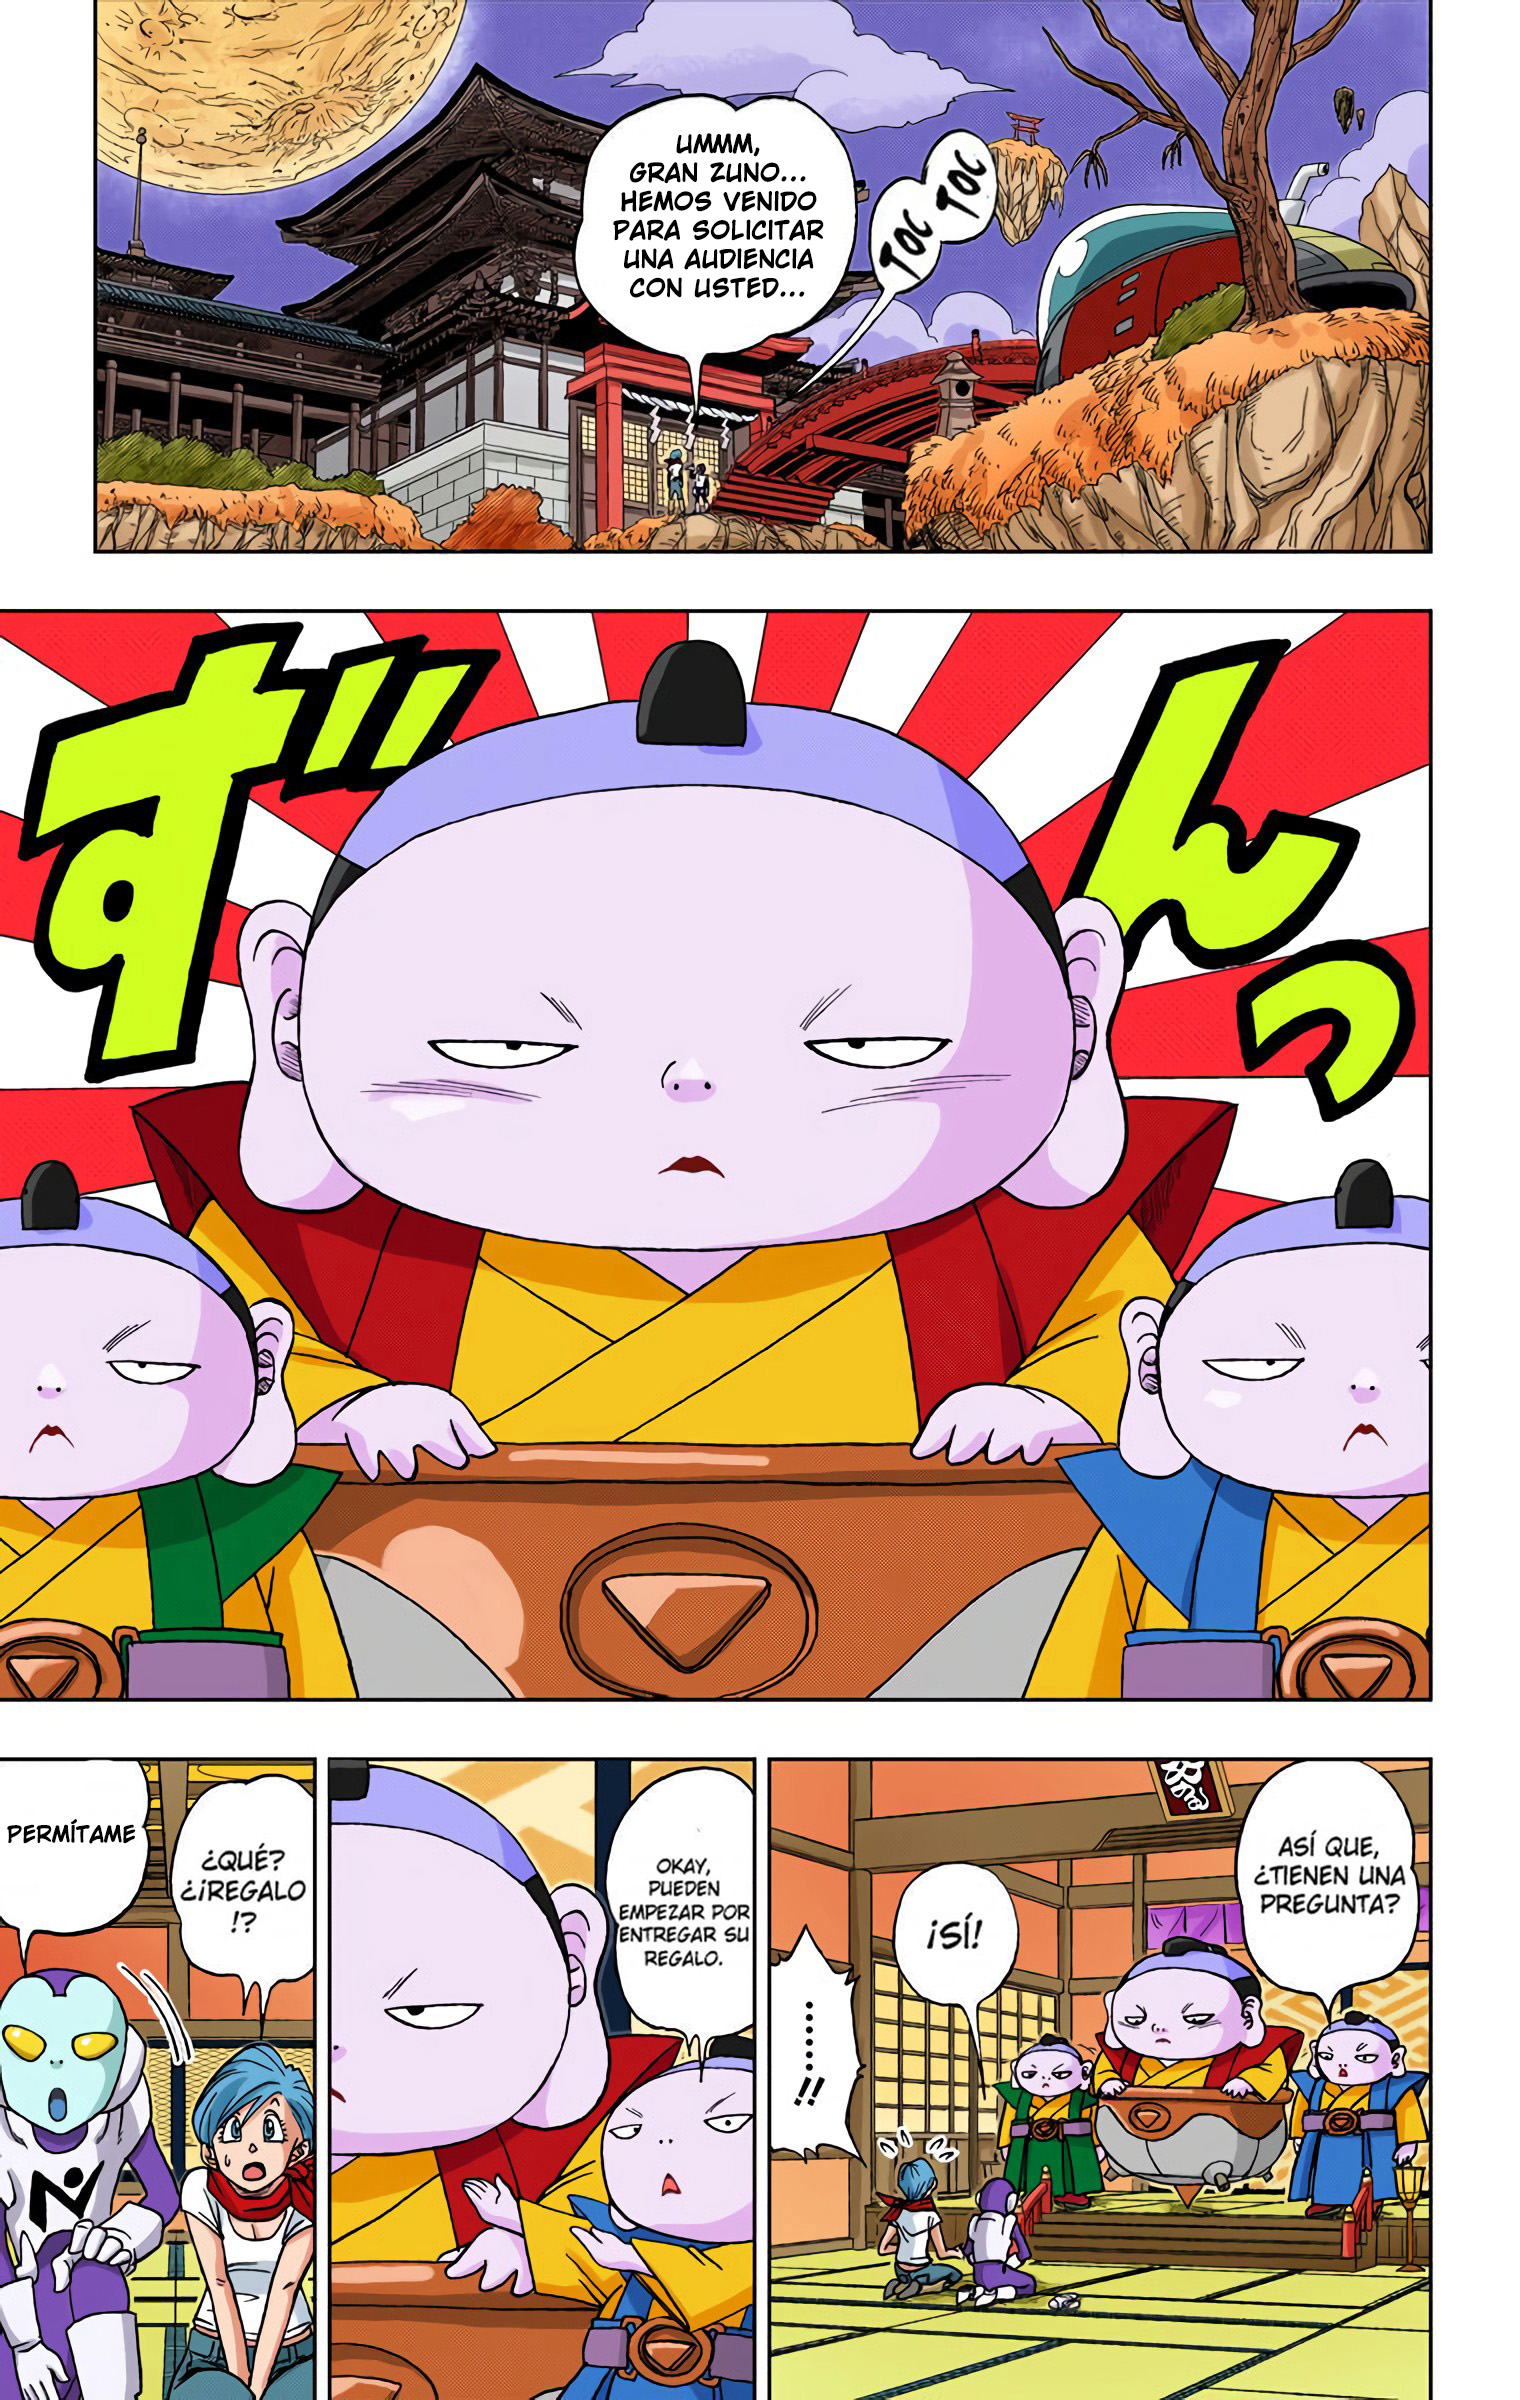 UMMM,
GRAN ZUNO...
HEMOS VENIDO
PARA SOLICITAR
UNA AUDIENCIA
CON USTED...
TOC TOC
ずんっ
ASÍ QUE,
¿TIENEN UNA
PREGUNTA?
¡SÍ!
......!!
OKAY,
PUEDEN
EMPEZAR POR
ENTREGAR SU
REGALO.
¿QUÉ?
¿¡REGALO
!?
PERMÍTAME